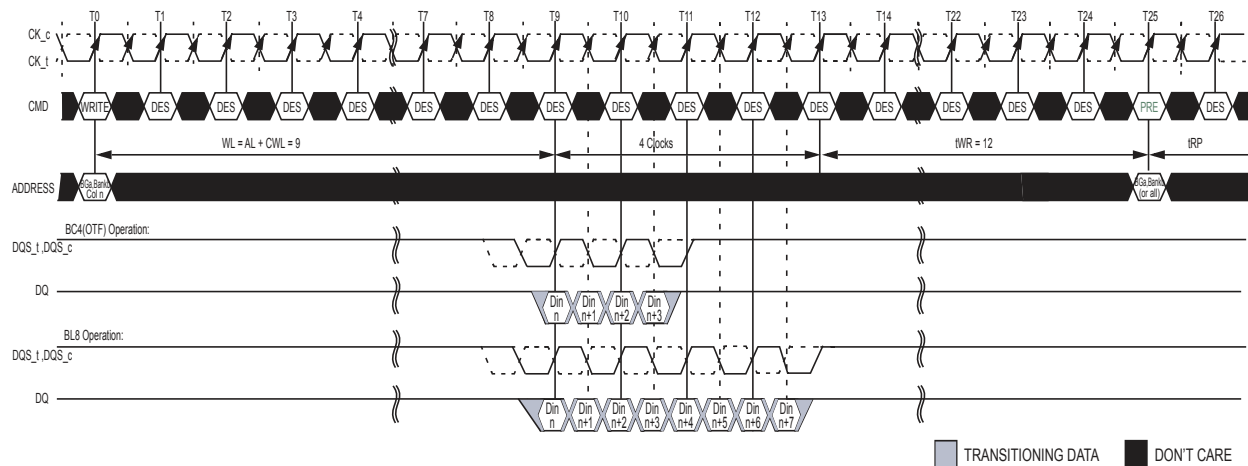 T0 T1 T2 T3 T4 T7 T8 T9 T10 T11 T12 T13 T14 T22 T23 T24 T25 T26
CK_c
CK_t
CMD WRITE DES DES DES DES DES DES DES DES DES DES DES DES DES DES DES PRE DES
WL = AL + CWL = 9 4 Clocks tWR = 12 tRP
ADDRESS BGa,Bankb BGa,Bankb
Col n (or all)
BC4(OTF) Operation:
DQS_t ,DQS_c
DQ Din Din Din Din
n n+1 n+2 n+3
BL8 Operation:
DQS_t ,DQS_c
DQ Din Din Din Din Din Din Din Din
n n+1 n+2 n+3 n+4 n+5 n+6 n+7
TRANSITIONING DATA DON'T CARE